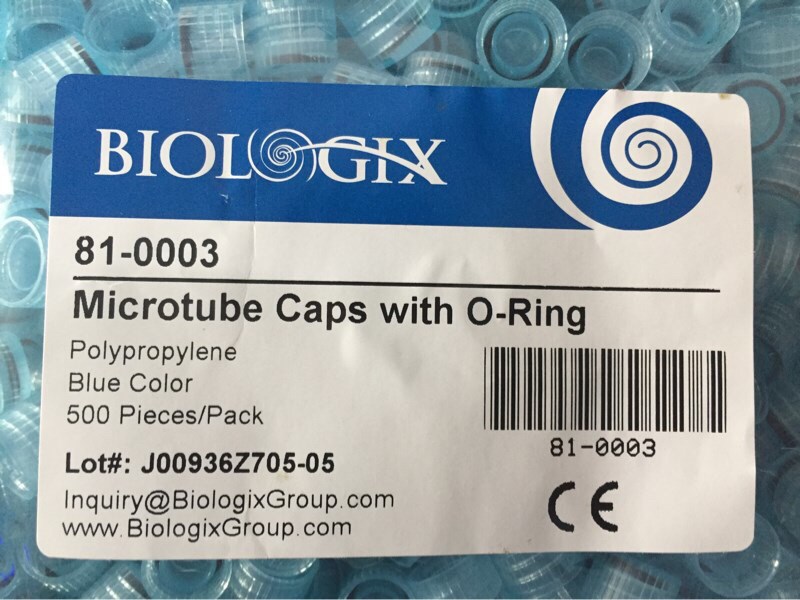 BIOLOGIX
81-0003
Microtube Caps with O-Ring
Polypropylene
Blue Color
500 Pieces/Pack
81-0003
Lot#: J00936Z705-05
Inquiry@BiologixGroup.com
www.BiologixGroup.com
CE